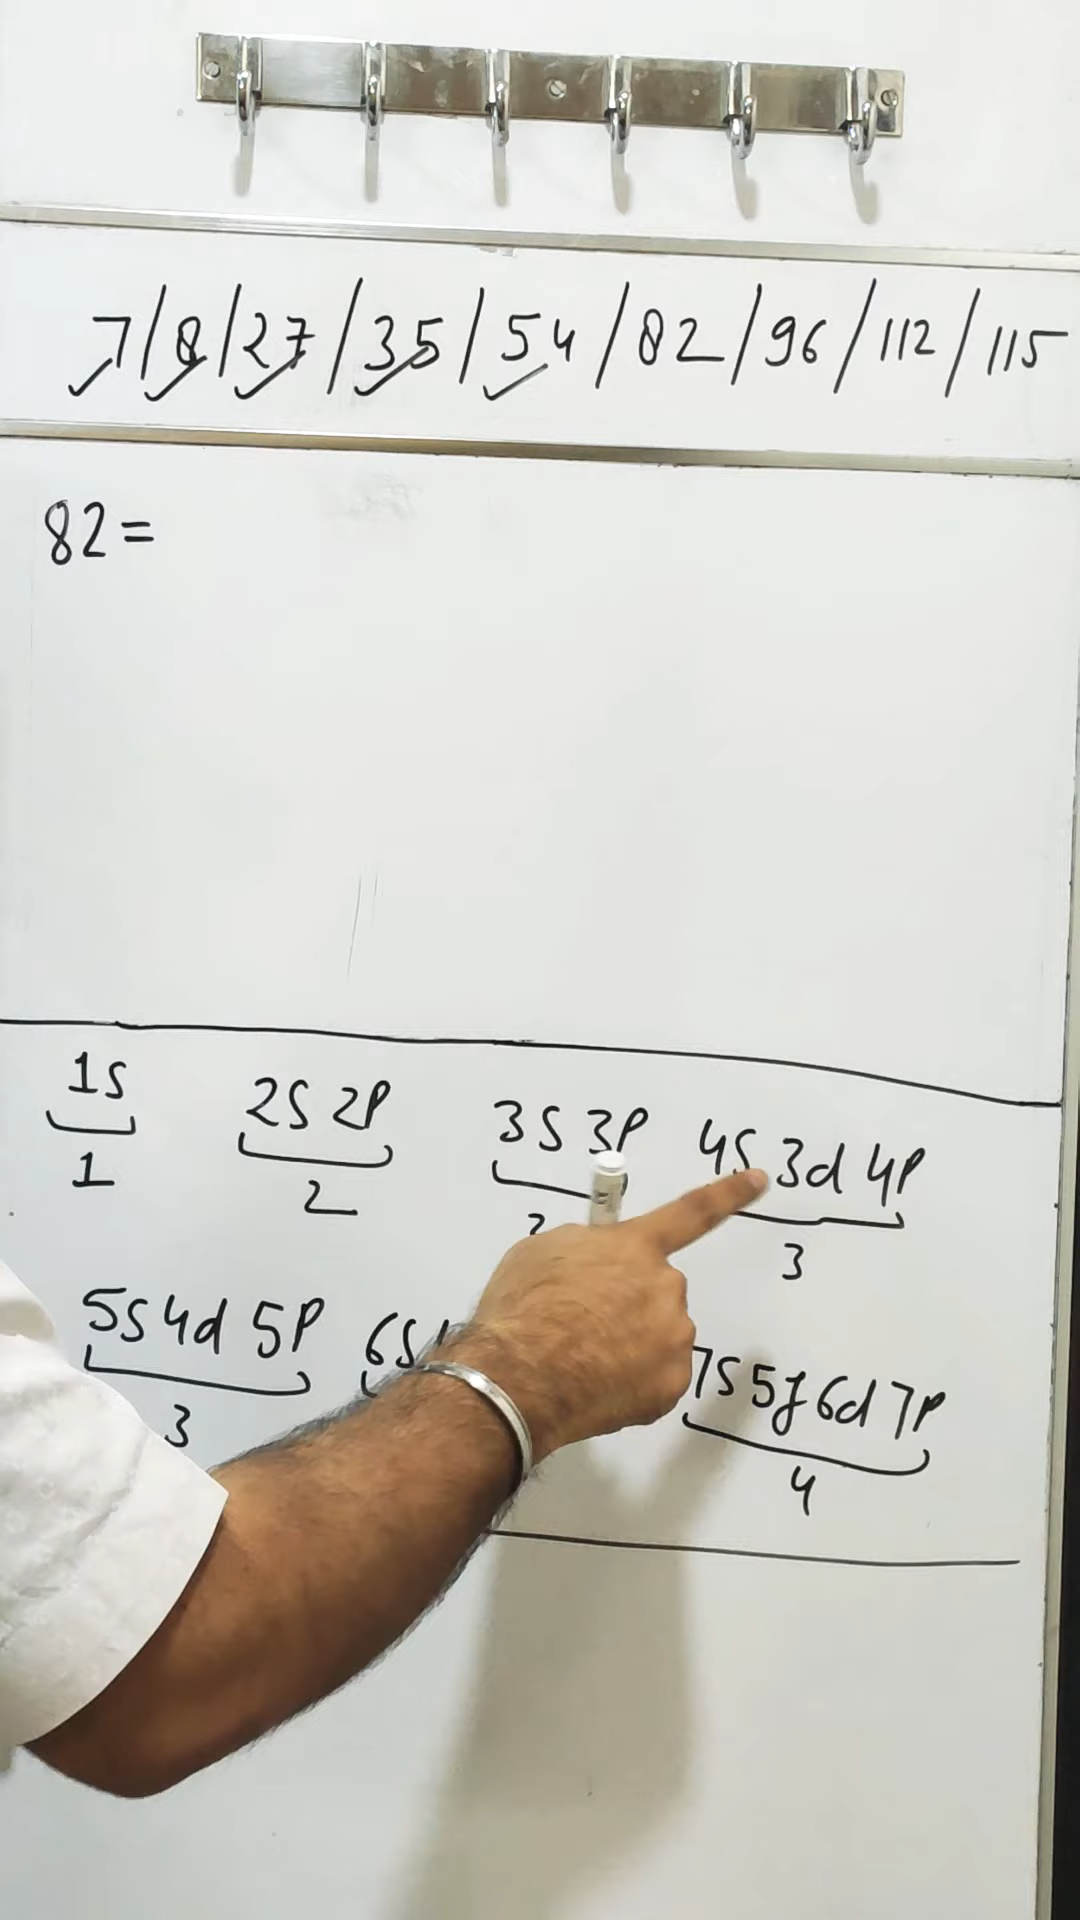 7/8/27/35/54/82/96/112/115
82=
1s 2s 2p 3s 3p 4s 3d 4p
1 2 3
5s 4d 5p 6s 7s 5f 6d 7p
3 4